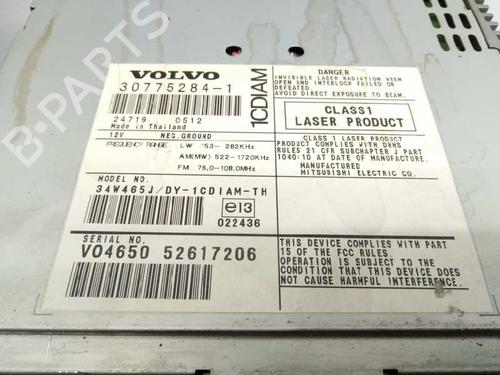 VOLVO
30775284-1
24719 0512
Made in Thailand
12V NEG. GROUND
FREQUENCY RANGE: LW 153- 282KHz
AM(MW) 522-1720KHz
FM 76.0-108.0MHz
1CDIAM
MODEL NO.
34W465J/DY-1CDIAM-TH
e13
022436
SERIAL NO.
VO4650 52617206
DANGER
INVISIBLE LASER RADIATION WHEN
OPEN AND INTERLOCK FAILED OR
DEFEATED
AVOID DIRECT EXPOSURE TO BEAM.
CLASS1
LASER PRODUCT
CLASS 1 LASER PRODUCT
PRODUCT COMPLIES WITH DHHS
RULES 21 CFR SUBCHAPTER J PART
1040:10 AT DATE OF MANUFACTURE.
MANUFACTURED
MITSUBISHI ELECTRIC CO.
THIS DEVICE COMPLIES WITH PART
15 OF THE FCC RULES
OPERATION IS SUBJECT TO THE
CONDITION THAT THIS DEVICE DOES
NOT CAUSE HARMFUL INTERFERENCE.
B-PARTS